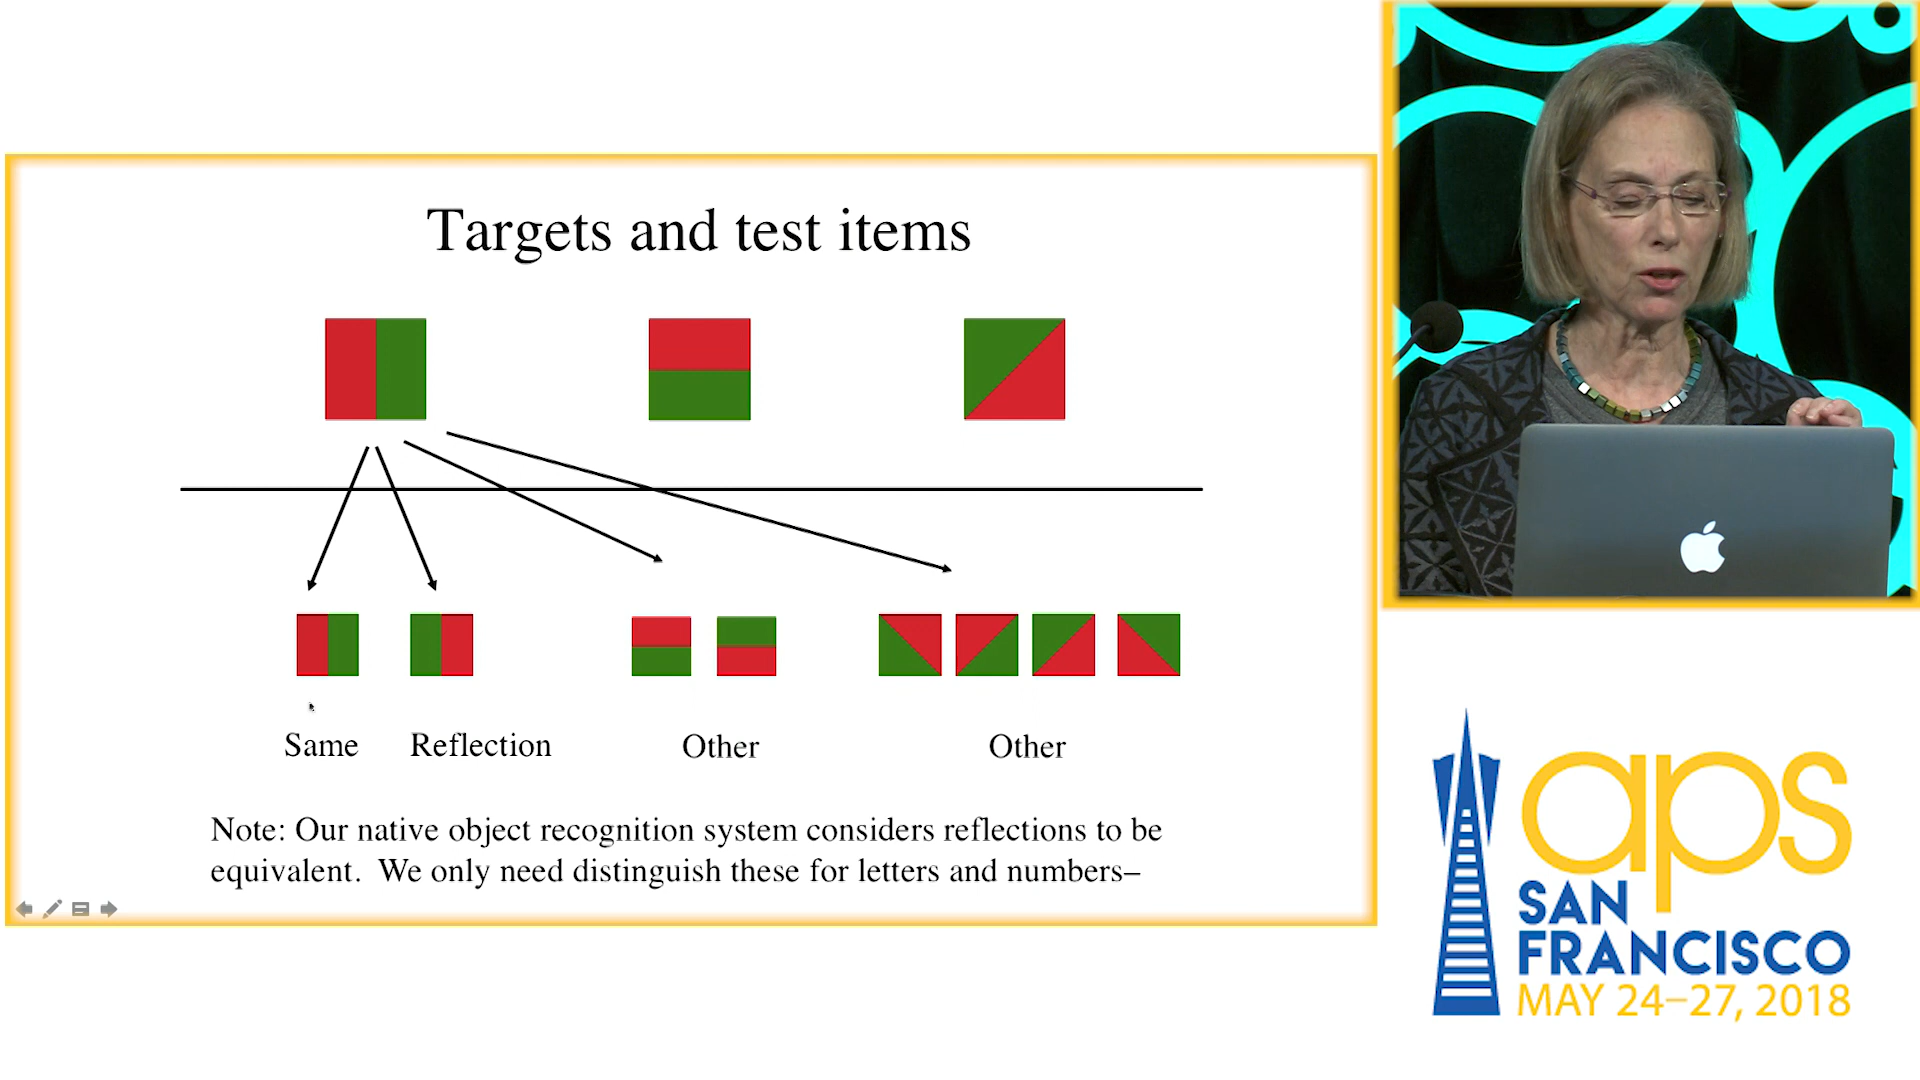 Targets and test items
Same
Reflection
Other
Other
Note: Our native object recognition system considers reflections to be
equivalent. We only need distinguish these for letters and numbers–
aps
SAN
FRANCISCO
MAY 24–27, 2018